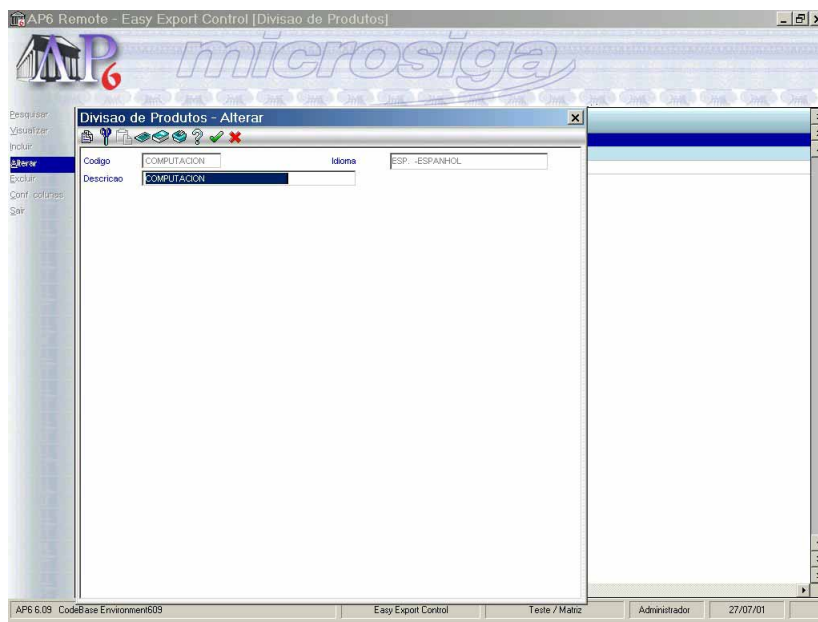 AP6 Remote - Easy Export Control [Divisao de Produtos]
AP6
microsiga
Pesquisar
Visualizar
Incluir
Alterar
Excluir
Conf. colunas
Sair
Divisao de Produtos - Alterar
Codigo COMPUTACION Idioma ESP. -ESPANHOL
Descricao COMPUTACION
AP6 6.09 CodeBase Environment609 Easy Export Control Teste / Matriz Administrador 27/07/01